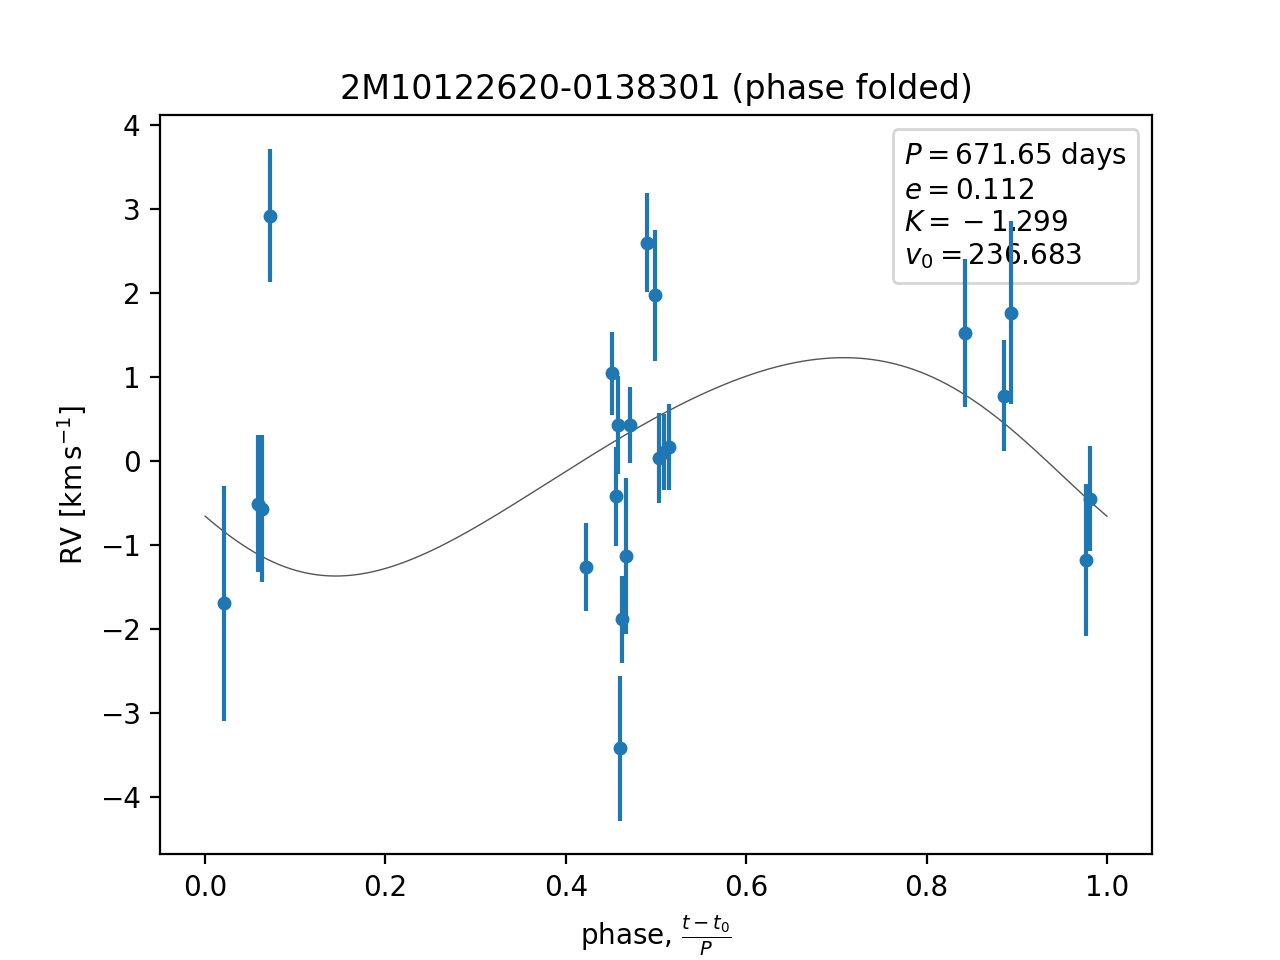 2M10122620-0138301 (phase folded)
P = 671.65 days
e = 0.112
K = −1.299
v₀ = 236.683
4
3
2
1
0
−1
−2
−3
−4
RV [km s⁻¹]
0.0 0.2 0.4 0.6 0.8 1.0
phase, (t − t₀)/P